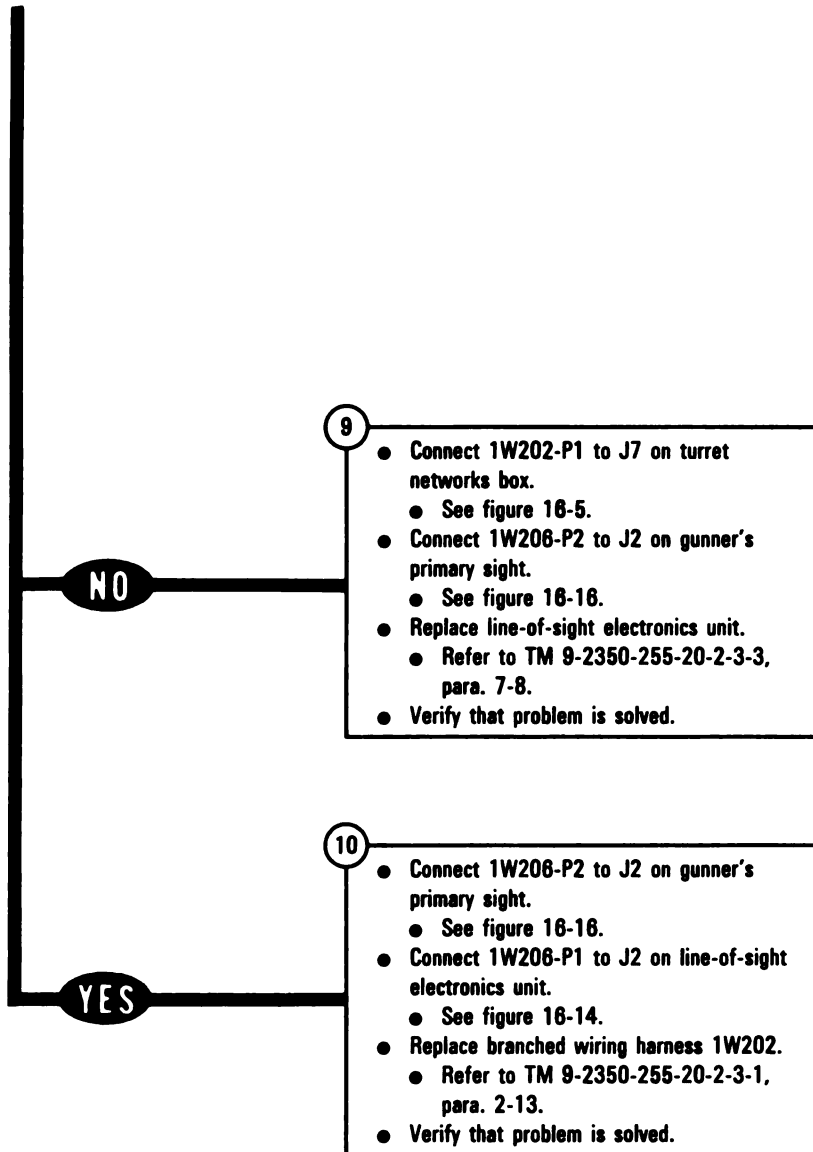 9
● Connect 1W202-P1 to J7 on turret
networks box.
● See figure 16-5.
● Connect 1W206-P2 to J2 on gunner's
primary sight.
● See figure 16-16.
NO
● Replace line-of-sight electronics unit.
● Refer to TM 9-2350-255-20-2-3-3,
para. 7-8.
● Verify that problem is solved.
10
● Connect 1W206-P2 to J2 on gunner's
primary sight.
● See figure 16-16.
● Connect 1W206-P1 to J2 on line-of-sight
electronics unit.
YES
● See figure 16-14.
● Replace branched wiring harness 1W202.
● Refer to TM 9-2350-255-20-2-3-1,
para. 2-13.
● Verify that problem is solved.